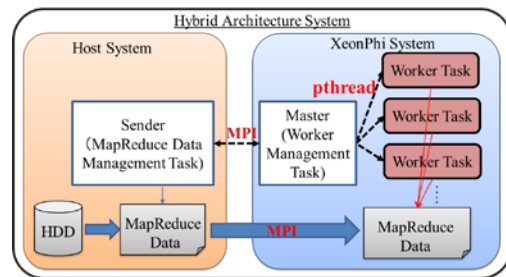 Hybrid Architecture System
Host System
XeonPhi System
Worker Task
pthread
Sender
(MapReduce Data
Management Task)
MPI
Master
(Worker
Management
Task)
Worker Task
Worker Task
HDD
MapReduce
Data
MPI
MapReduce
Data